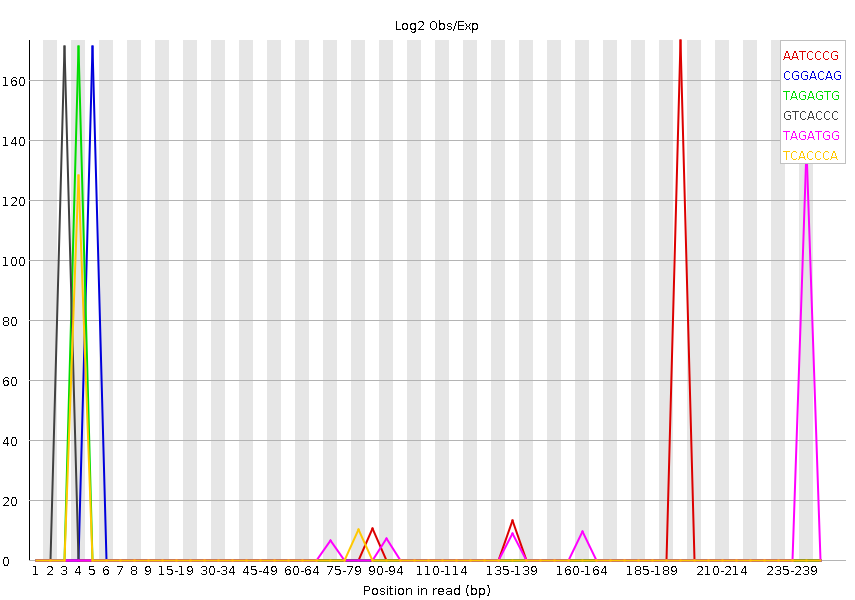 Log2 Obs/Exp
AATCCCG
CGGACAG
TAGAGTG
GTCACCC
TAGATGG
TCACCCA
160
140
120
100
80
60
40
20
0
1 2 3 4 5 6 7 8 9 15-19 30-34 45-49 60-64 75-79 90-94 110-114 135-139 160-164 185-189 210-214 235-239
Position in read (bp)